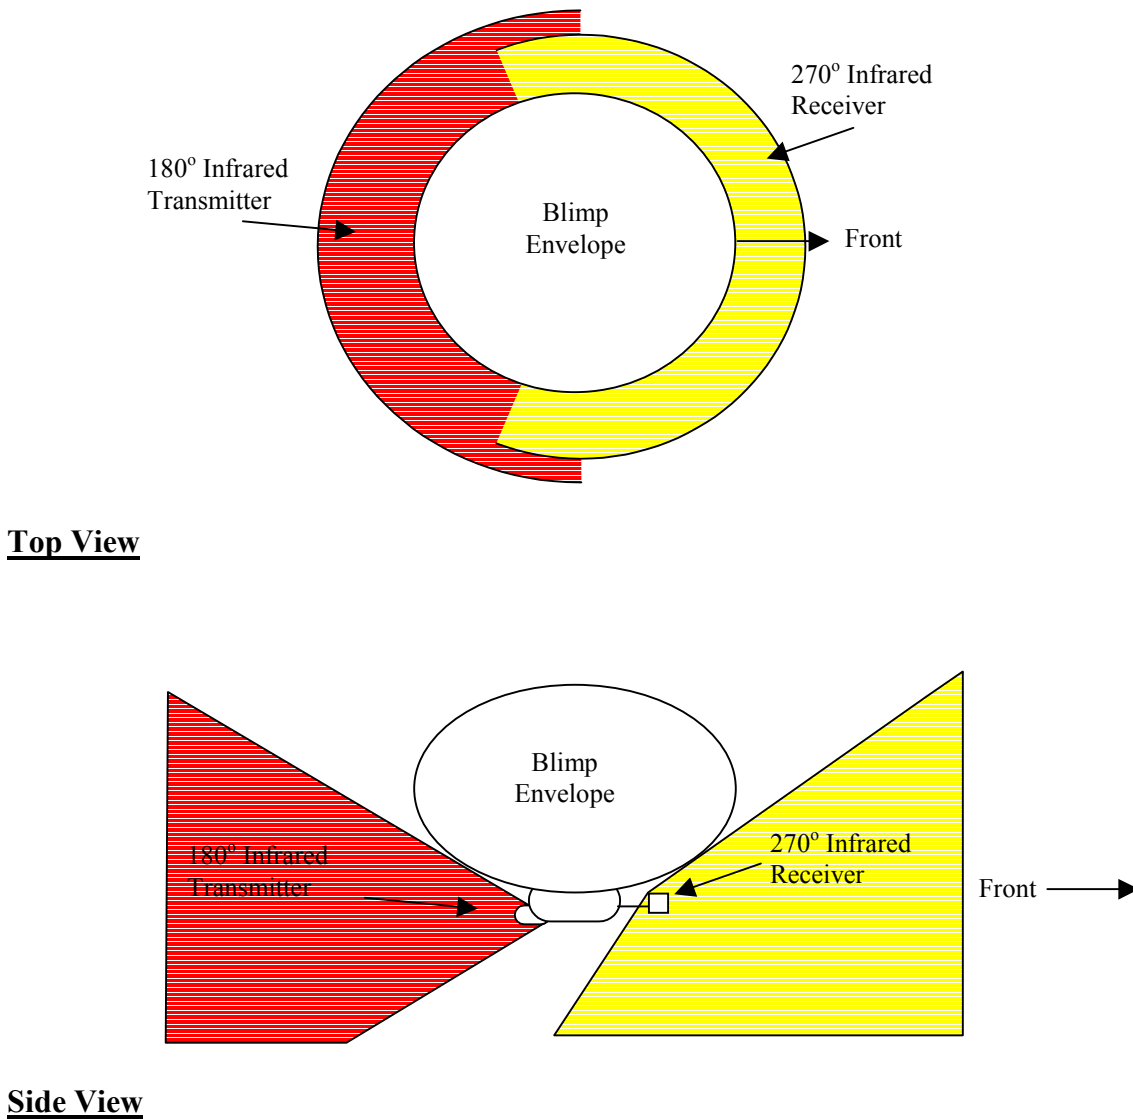 270° Infrared
Receiver
180° Infrared
Transmitter
Blimp
Envelope
Front
Top View
Blimp
Envelope
180° Infrared
Transmitter
270° Infrared
Receiver
Front
Side View